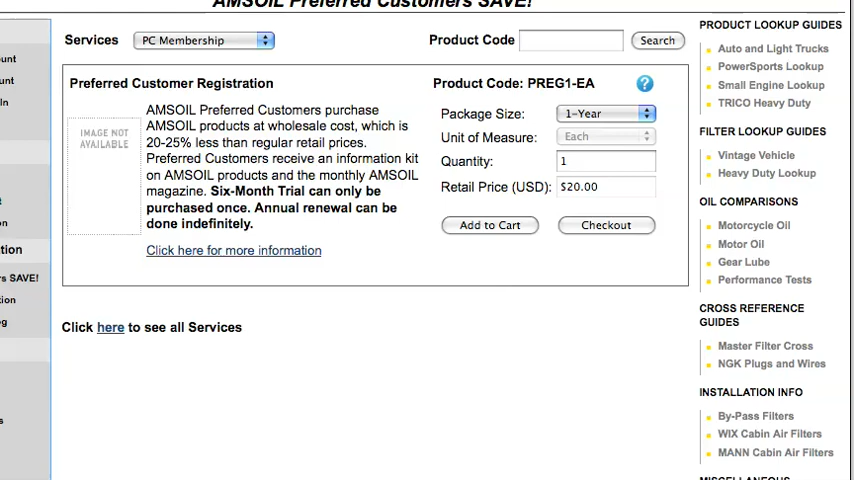 AMSOIL Preferred Customers SAVE!
Services PC Membership
Product Code Search
Preferred Customer Registration
IMAGE NOT
AVAILABLE
AMSOIL Preferred Customers purchase
AMSOIL products at wholesale cost, which is
20-25% less than regular retail prices.
Preferred Customers receive an information kit
on AMSOIL products and the monthly AMSOIL
magazine. Six-Month Trial can only be
purchased once. Annual renewal can be
done indefinitely.
Click here for more information
Product Code: PREG1-EA ?
Package Size: 1-Year
Unit of Measure: Each
Quantity: 1
Retail Price (USD): $20.00
Add to Cart Checkout
Click here to see all Services
PRODUCT LOOKUP GUIDES
Auto and Light Trucks
PowerSports Lookup
Small Engine Lookup
TRICO Heavy Duty
FILTER LOOKUP GUIDES
Vintage Vehicle
Heavy Duty Lookup
OIL COMPARISONS
Motorcycle Oil
Motor Oil
Gear Lube
Performance Tests
CROSS REFERENCE
GUIDES
Master Filter Cross
NGK Plugs and Wires
INSTALLATION INFO
By-Pass Filters
WIX Cabin Air Filters
MANN Cabin Air Filters
MISCELLANEOUS